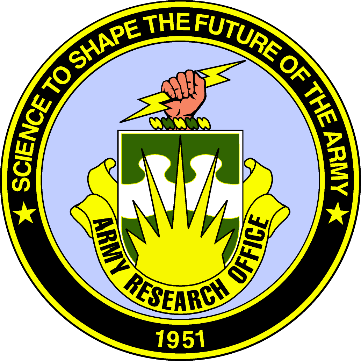 SCIENCE TO SHAPE THE FUTURE OF THE ARMY
ARMY RESEARCH OFFICE
1951